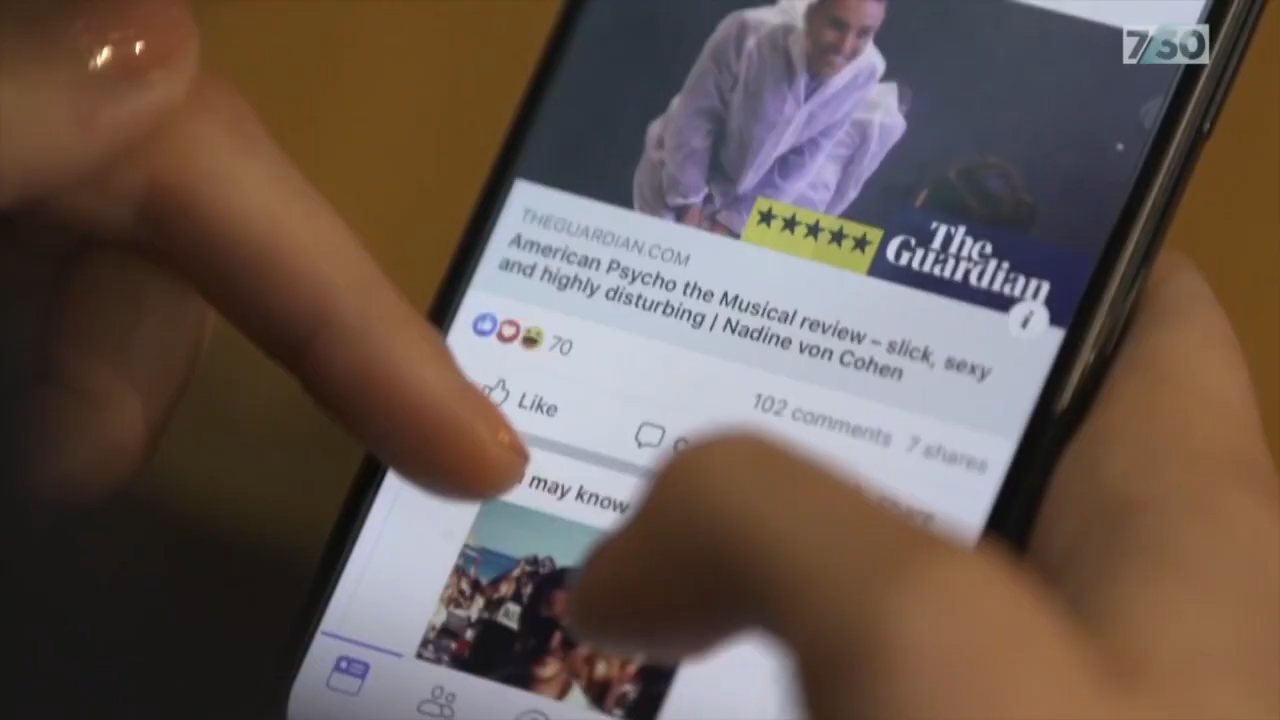 7/30
The
Guardian
THEGUARDIAN.COM
American Psycho the Musical review – slick, sexy
and highly disturbing | Nadine von Cohen
70
102 comments 7 shares
Like
may know